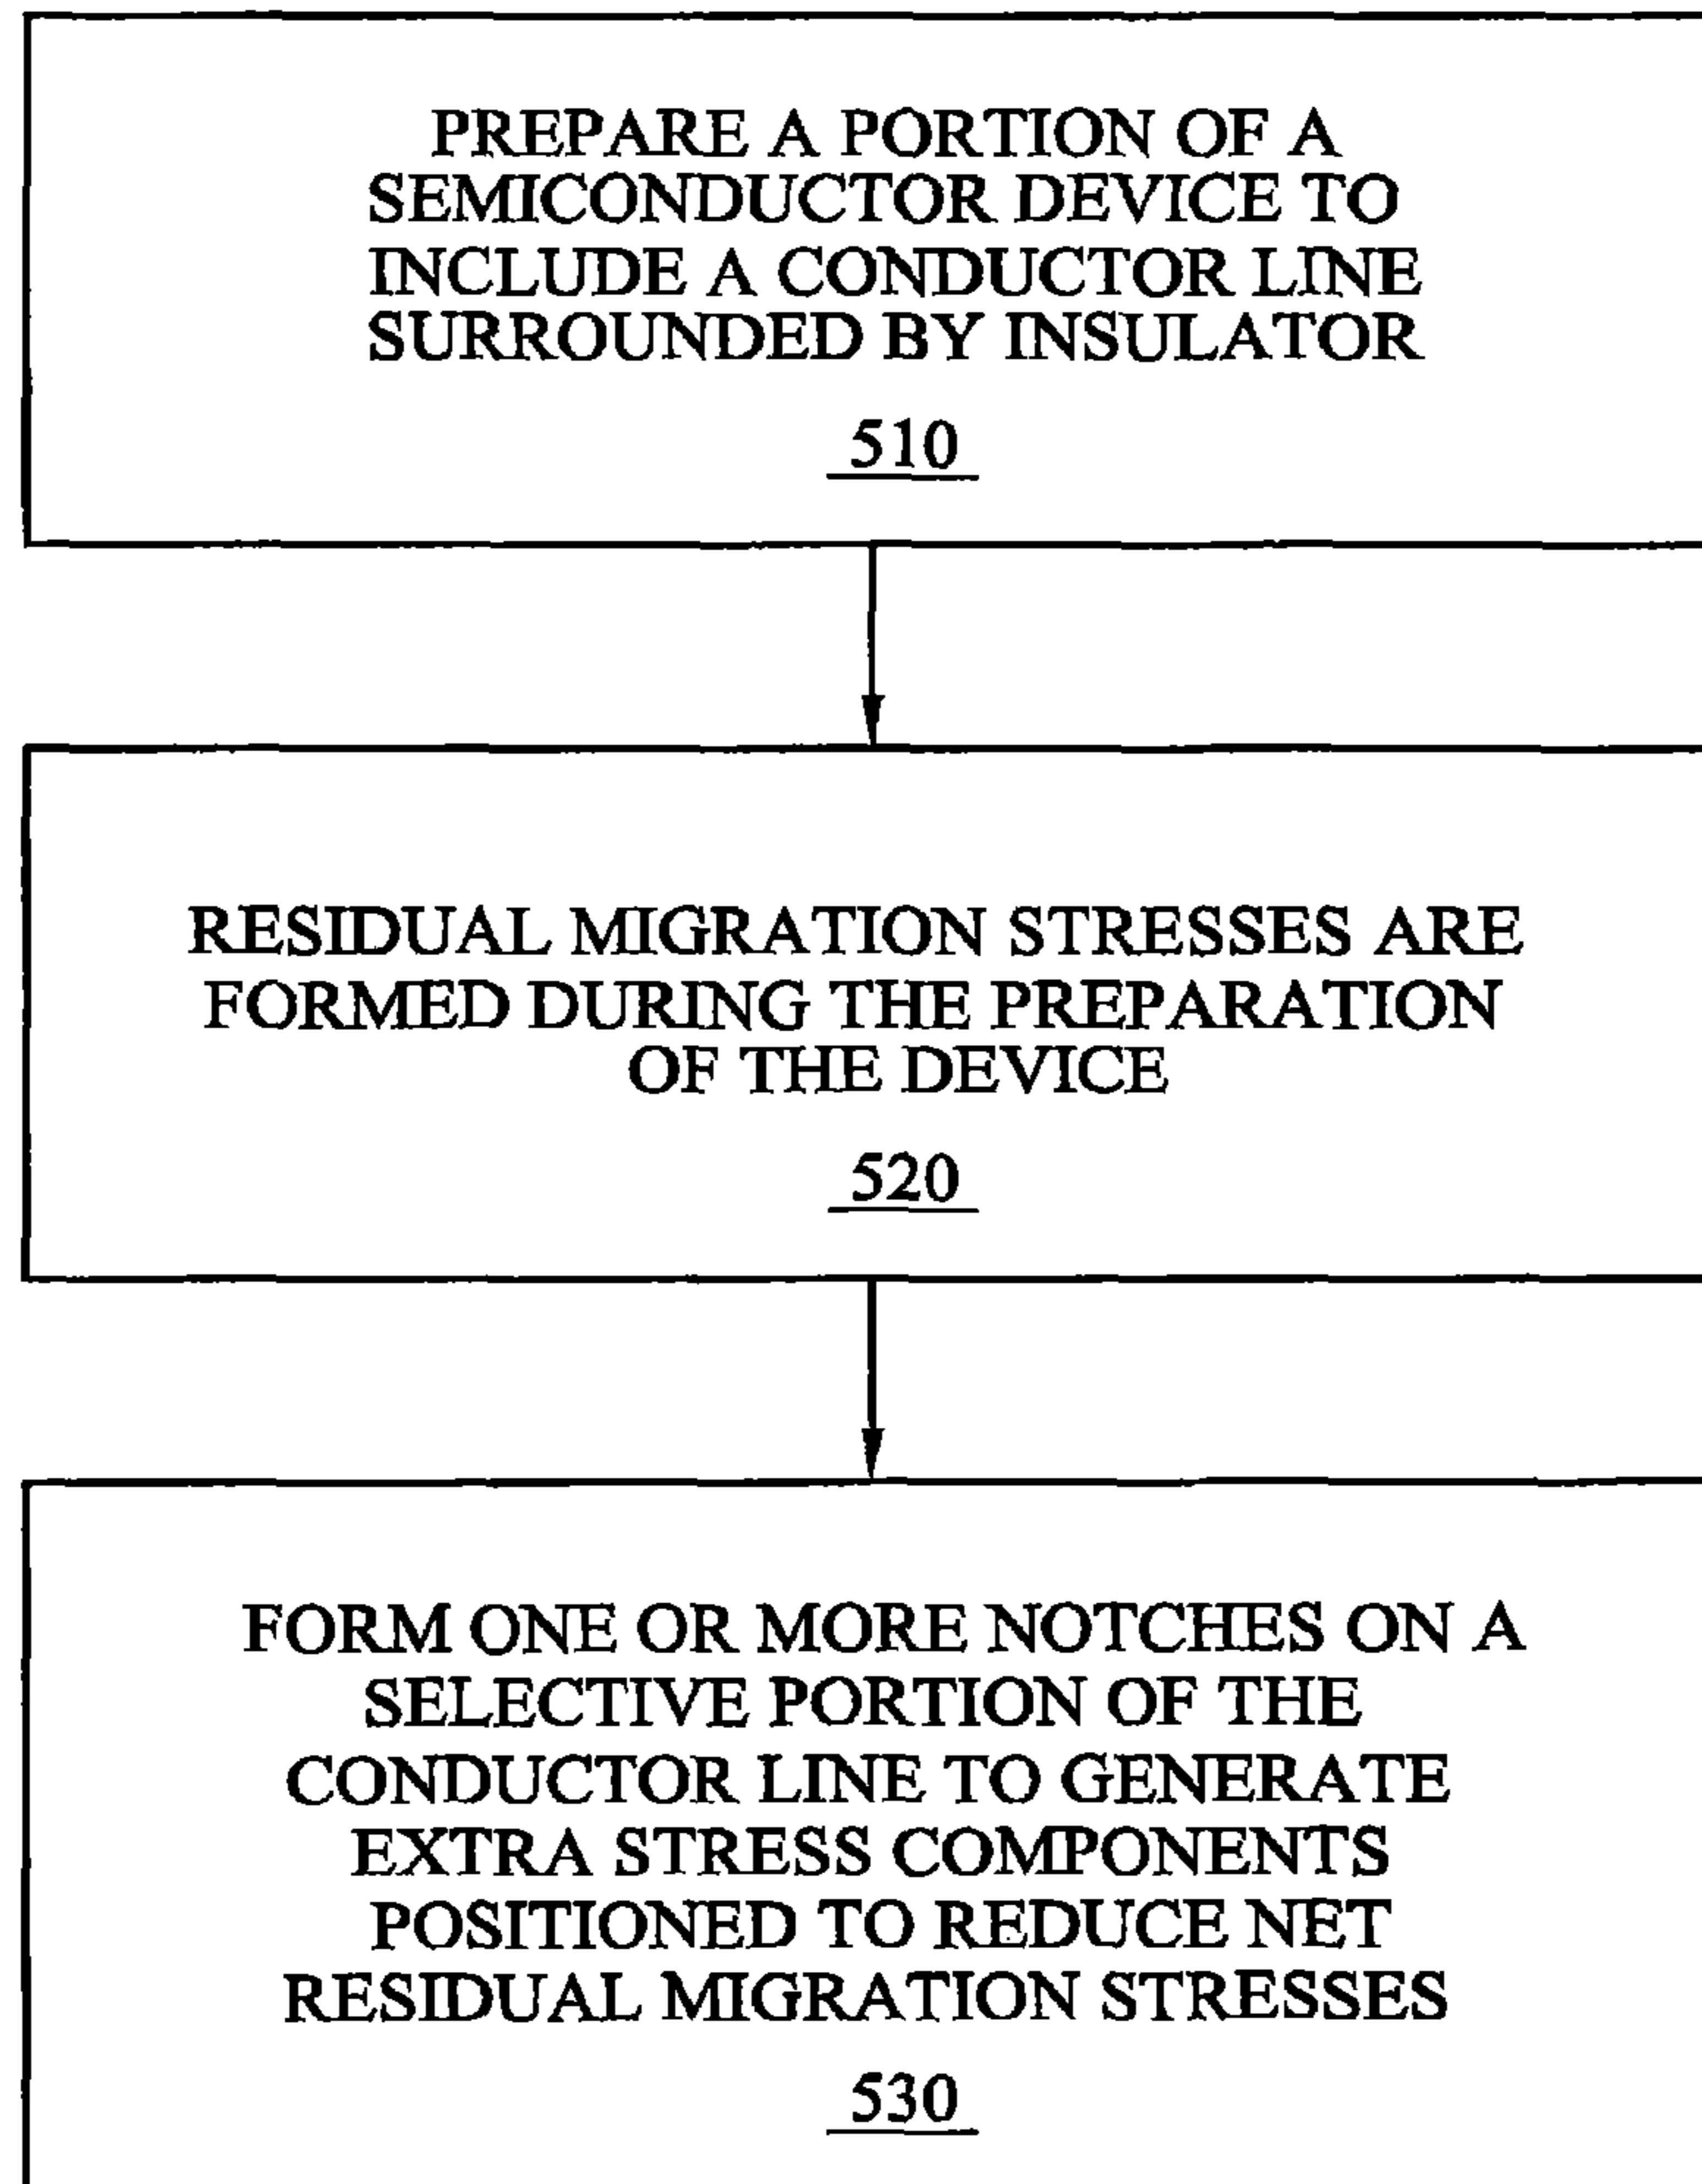 PREPARE A PORTION OF A
SEMICONDUCTOR DEVICE TO
INCLUDE A CONDUCTOR LINE
SURROUNDED BY INSULATOR
510
RESIDUAL MIGRATION STRESSES ARE
FORMED DURING THE PREPARATION
OF THE DEVICE
520
FORM ONE OR MORE NOTCHES ON A
SELECTIVE PORTION OF THE
CONDUCTOR LINE TO GENERATE
EXTRA STRESS COMPONENTS
POSITIONED TO REDUCE NET
RESIDUAL MIGRATION STRESSES
530